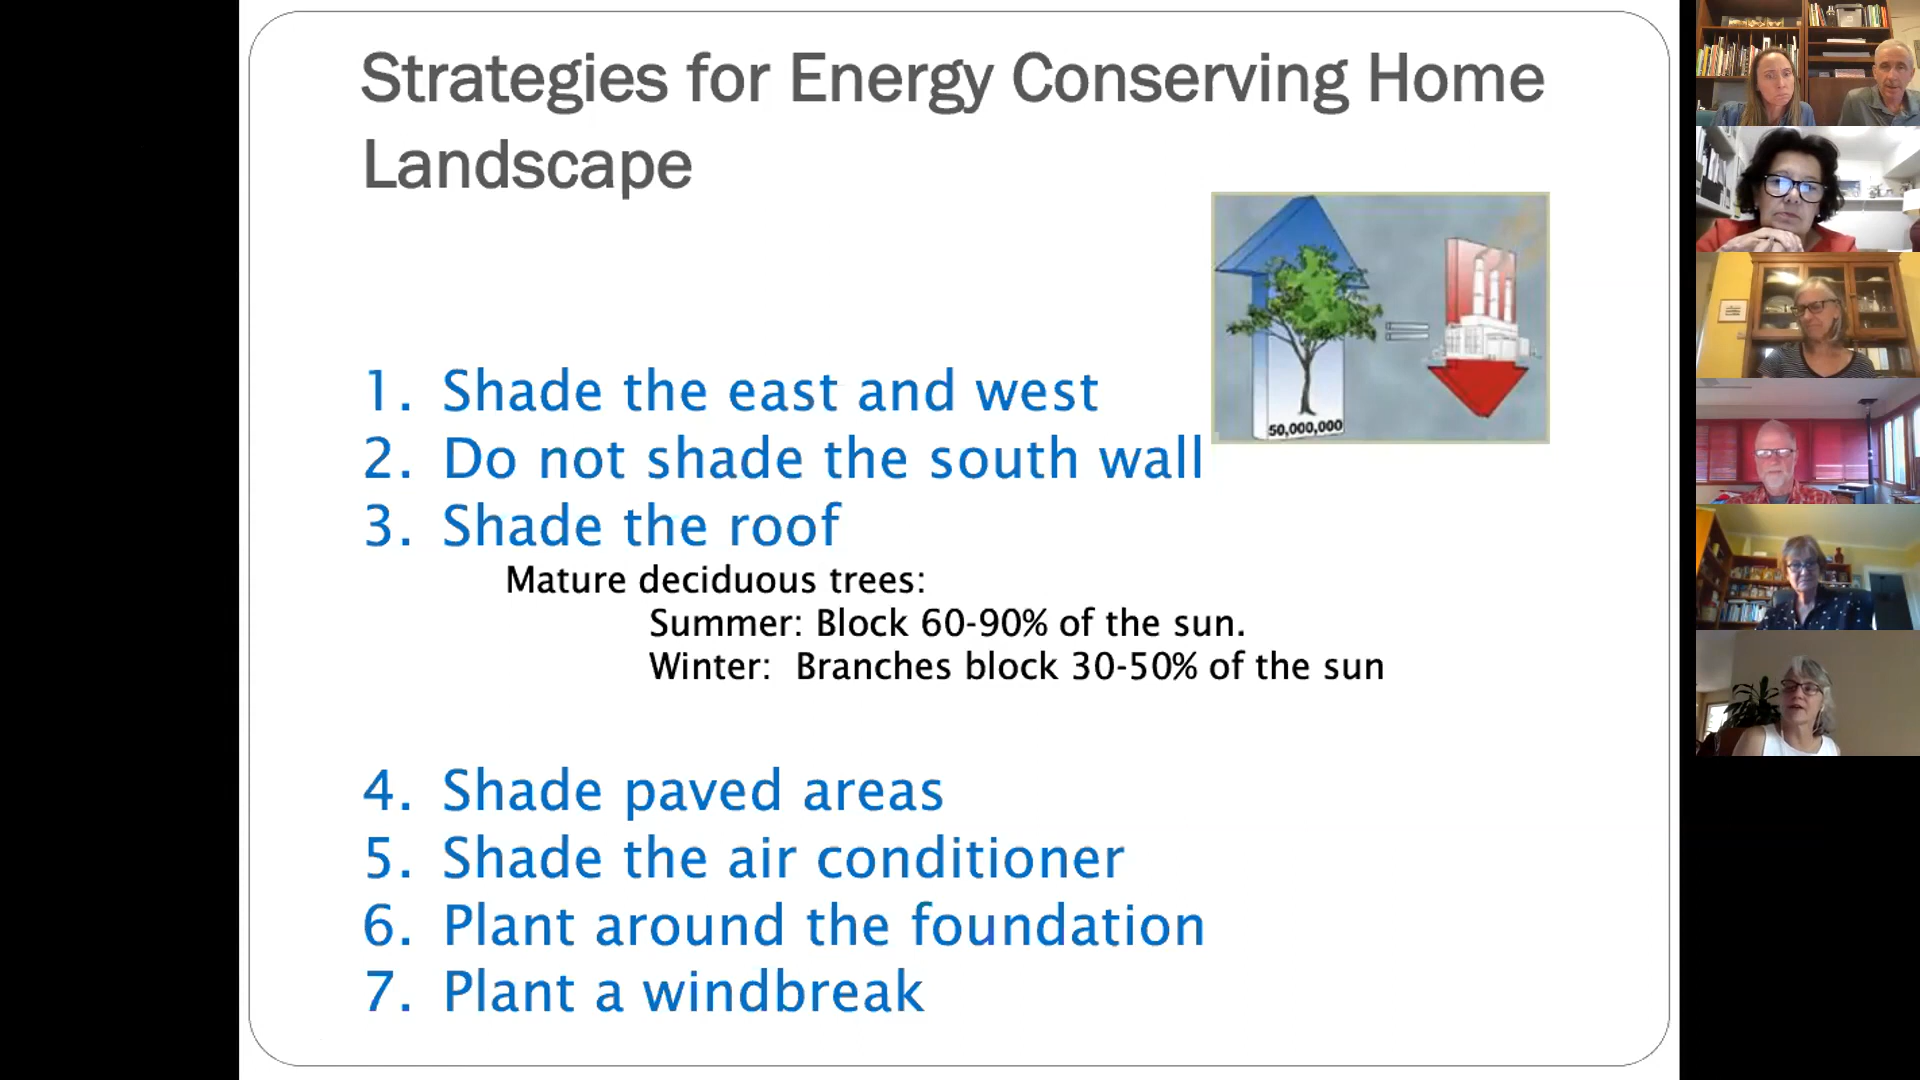 Strategies for Energy Conserving Home
Landscape
50,000,000
1. Shade the east and west
2. Do not shade the south wall
3. Shade the roof
Mature deciduous trees:
Summer: Block 60-90% of the sun.
Winter: Branches block 30-50% of the sun
4. Shade paved areas
5. Shade the air conditioner
6. Plant around the foundation
7. Plant a windbreak